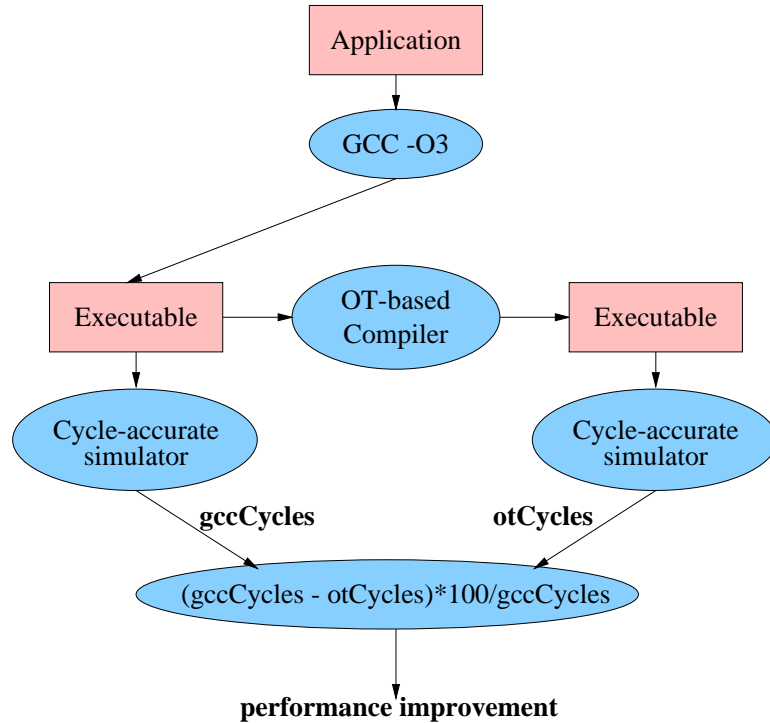 Application
GCC -O3
Executable
OT-based
Compiler
Executable
Cycle-accurate
simulator
Cycle-accurate
simulator
gccCycles
otCycles
(gccCycles - otCycles)*100/gccCycles
performance improvement